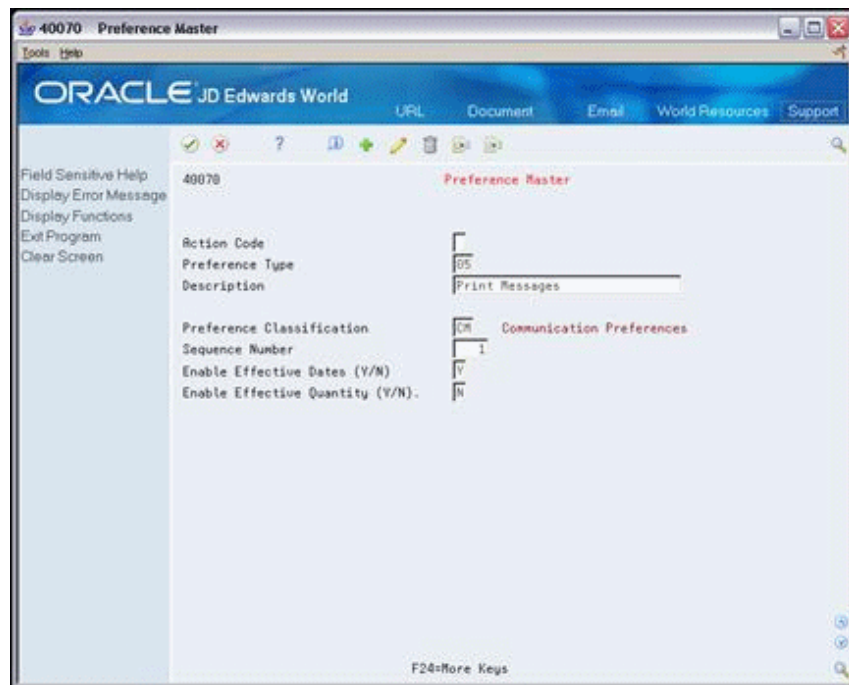 40070 Preference Master
Tools Help
ORACLE JD Edwards World
URL Document Email World Resources Support
Field Sensitive Help
Display Error Message
Display Functions
Exit Program
Clear Screen
40070 Preference Master
Action Code
Preference Type 05
Description Print Messages
Preference Classification CM Communication Preferences
Sequence Number 1
Enable Effective Dates (Y/N) Y
Enable Effective Quantity (Y/N). N
F24=More Keys